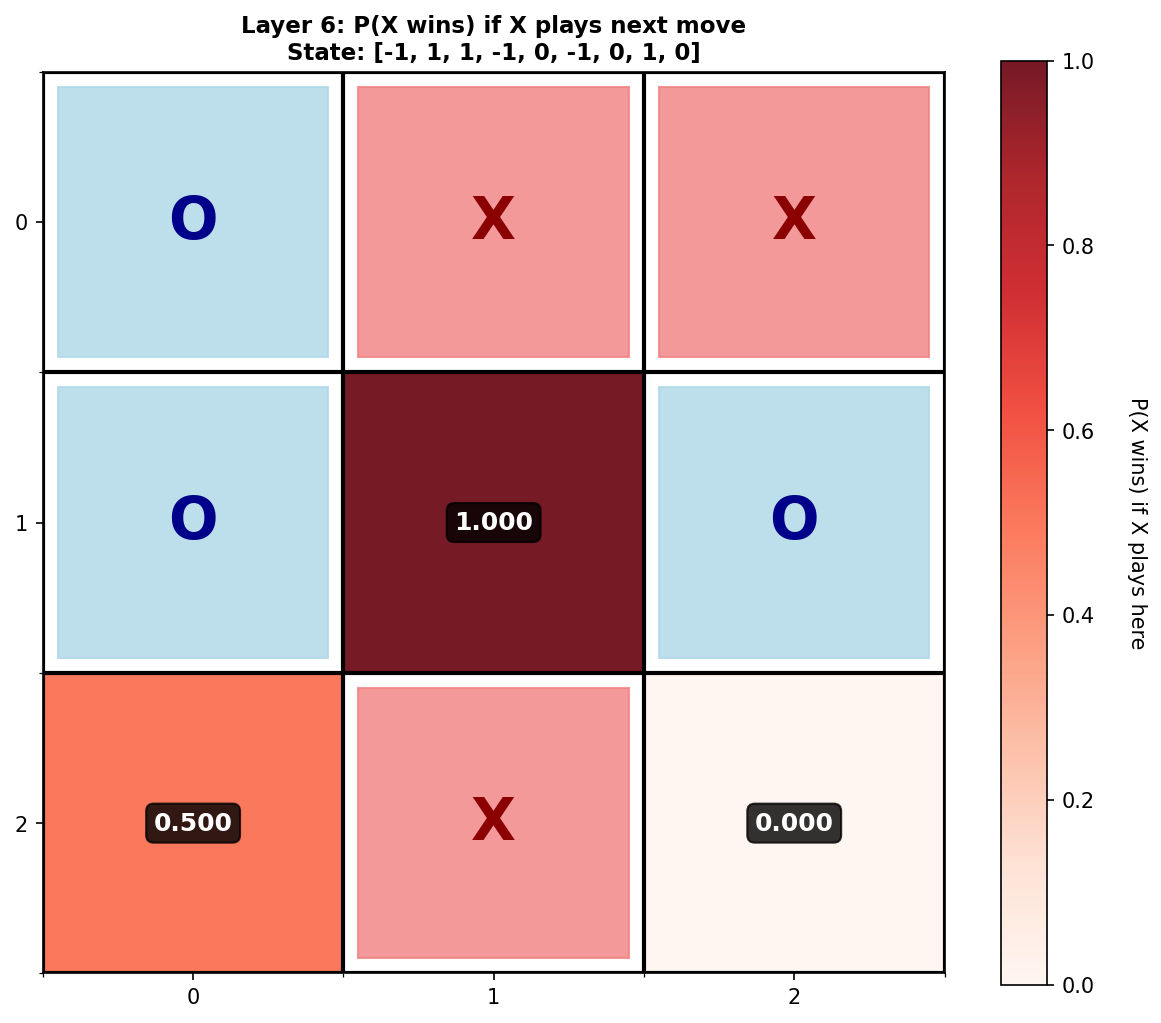 Layer 6: P(X wins) if X plays next move
State: [-1, 1, 1, -1, 0, -1, 0, 1, 0]
0
O
X
X
1
O
1.000
O
2
0.500
X
0.000
0
1
2
1.0
0.8
0.6
0.4
0.2
0.0
P(X wins) if X plays here